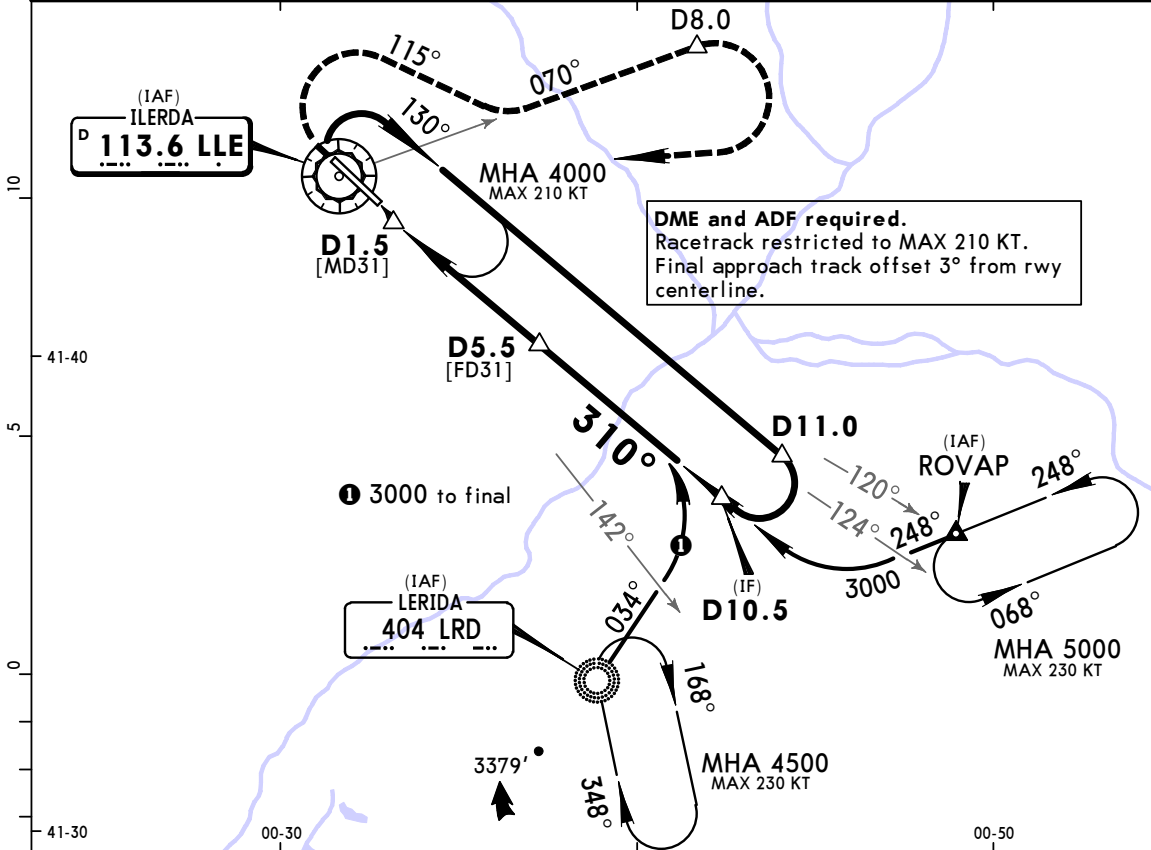 D8.0
115°
070°
(IAF)
ILERDA
D 113.6 LLE
130°
MHA 4000
MAX 210 KT
10
DME and ADF required.
Racetrack restricted to MAX 210 KT.
Final approach track offset 3° from rwy
centerline.
D1.5
[MD31]
D5.5
[FD31]
41-40
310°
D11.0
5
(IAF)
ROVAP
248°
120°
124°
248°
1 3000 to final
142°
1
3000
(IF)
D10.5
068°
MHA 5000
MAX 230 KT
(IAF)
LERIDA
404 LRD
034°
0
168°
MHA 4500
MAX 230 KT
3379'
348°
41-30
00-30
00-50